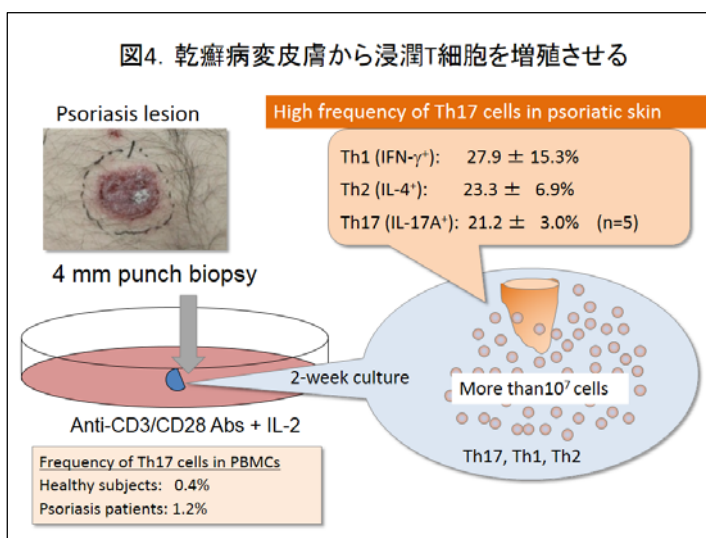 図4. 乾癬病変皮膚から浸潤T細胞を増殖させる
Psoriasis lesion
High frequency of Th17 cells in psoriatic skin
Th1 (IFN-γ⁺): 27.9 ± 15.3%
Th2 (IL-4⁺): 23.3 ± 6.9%
Th17 (IL-17A⁺): 21.2 ± 3.0% (n=5)
4 mm punch biopsy
2-week culture
More than10⁷ cells
Th17, Th1, Th2
Anti-CD3/CD28 Abs + IL-2
Frequency of Th17 cells in PBMCs
Healthy subjects: 0.4%
Psoriasis patients: 1.2%